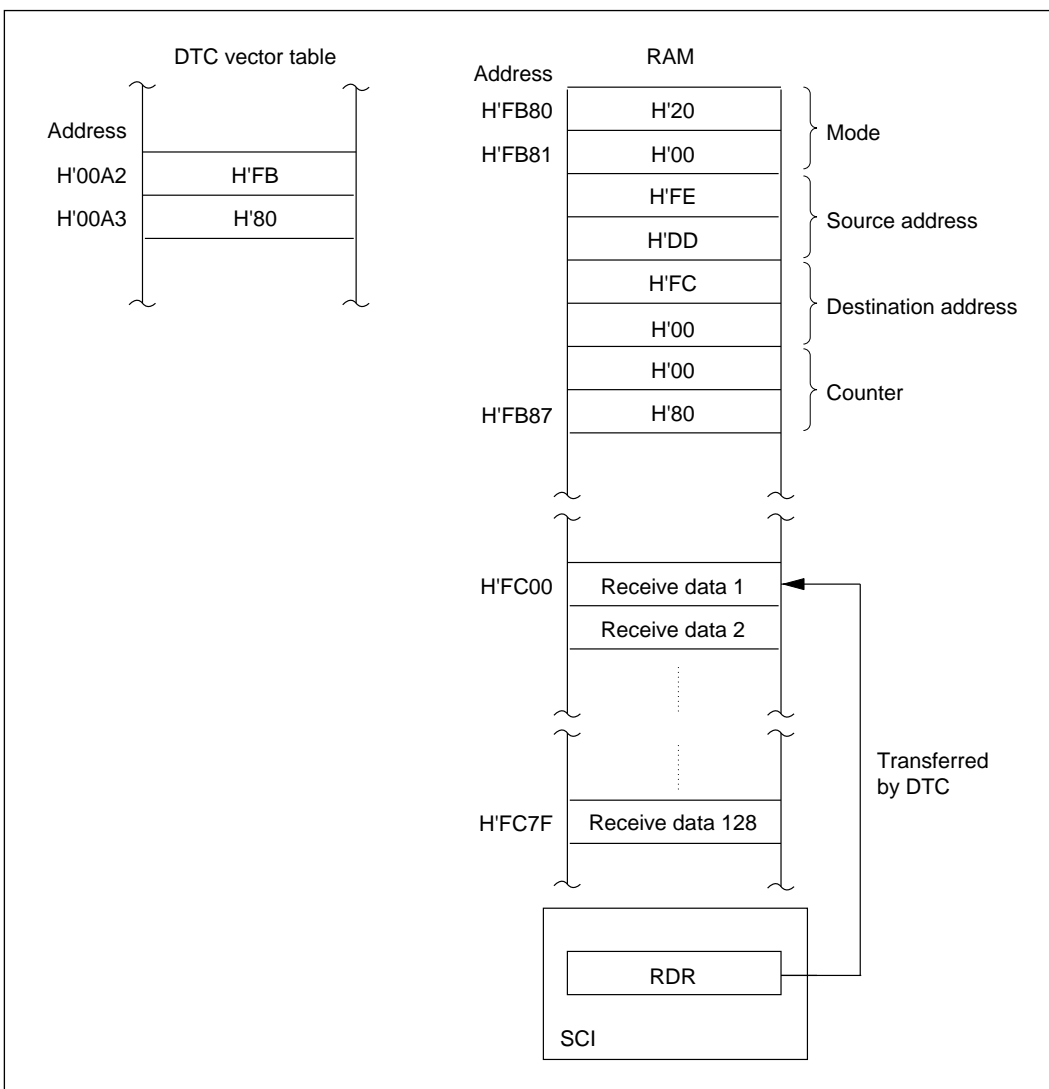 DTC vector table
Address
H'00A2 H'FB
H'00A3 H'80
RAM
Address
H'FB80 H'20
Mode
H'FB81 H'00
H'FE
Source address
H'DD
H'FC
Destination address
H'00
H'00
Counter
H'FB87 H'80
H'FC00 Receive data 1
Receive data 2
Transferred
by DTC
H'FC7F Receive data 128
RDR
SCI